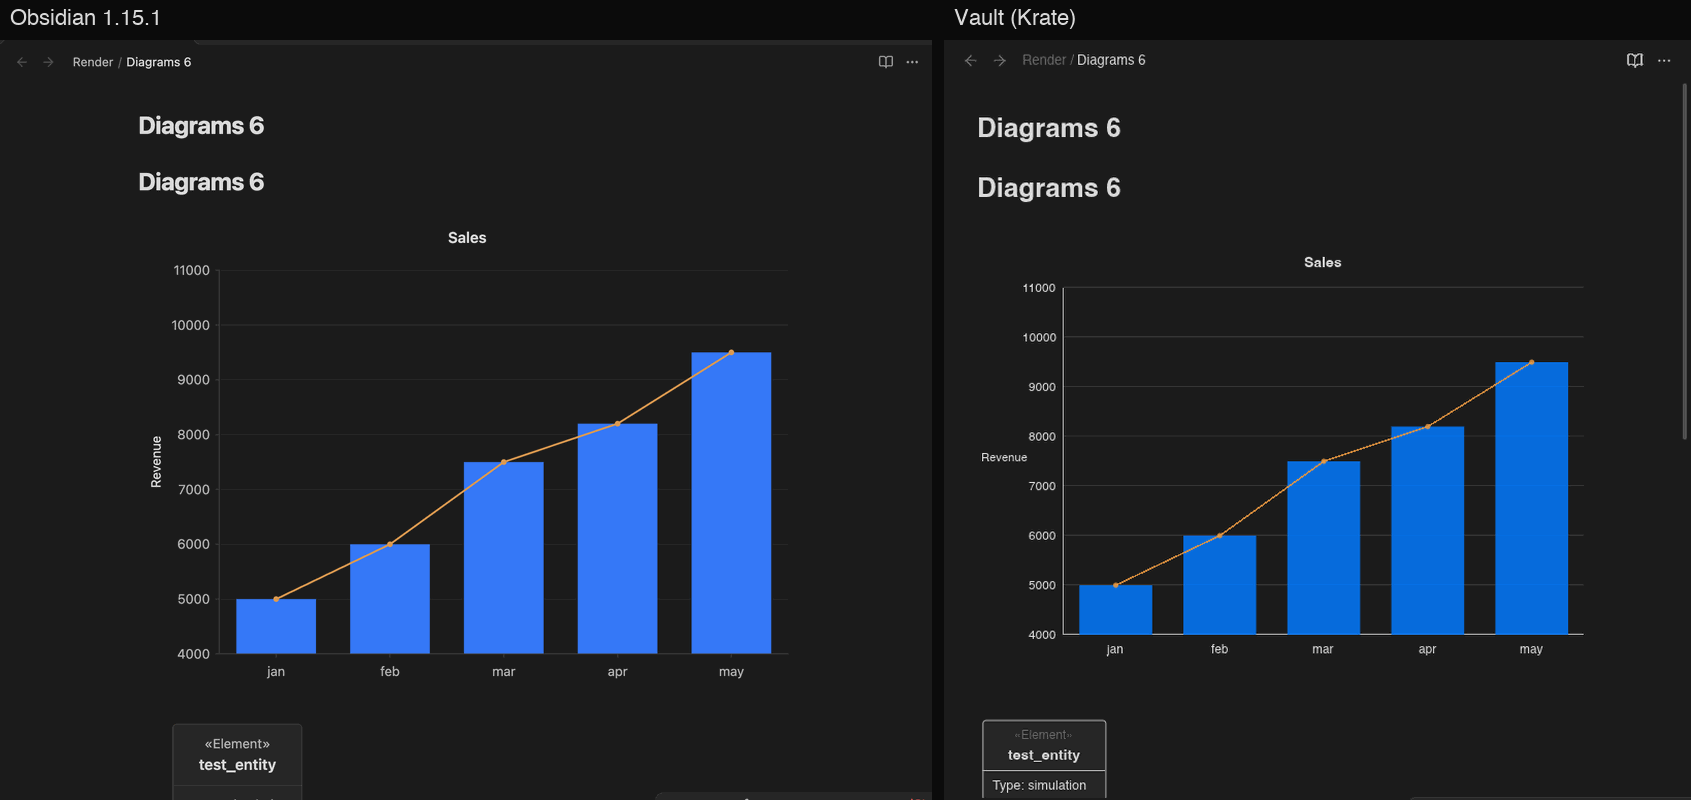 Obsidian 1.15.1
Render / Diagrams 6
Diagrams 6
Diagrams 6
Sales
11000
10000
9000
8000
7000
6000
5000
4000
Revenue
jan feb mar apr may
«Element»
test_entity
Vault (Krate)
Render / Diagrams 6
Diagrams 6
Diagrams 6
Sales
11000
10000
9000
8000
7000
6000
5000
4000
Revenue
jan feb mar apr may
«Element»
test_entity
Type: simulation